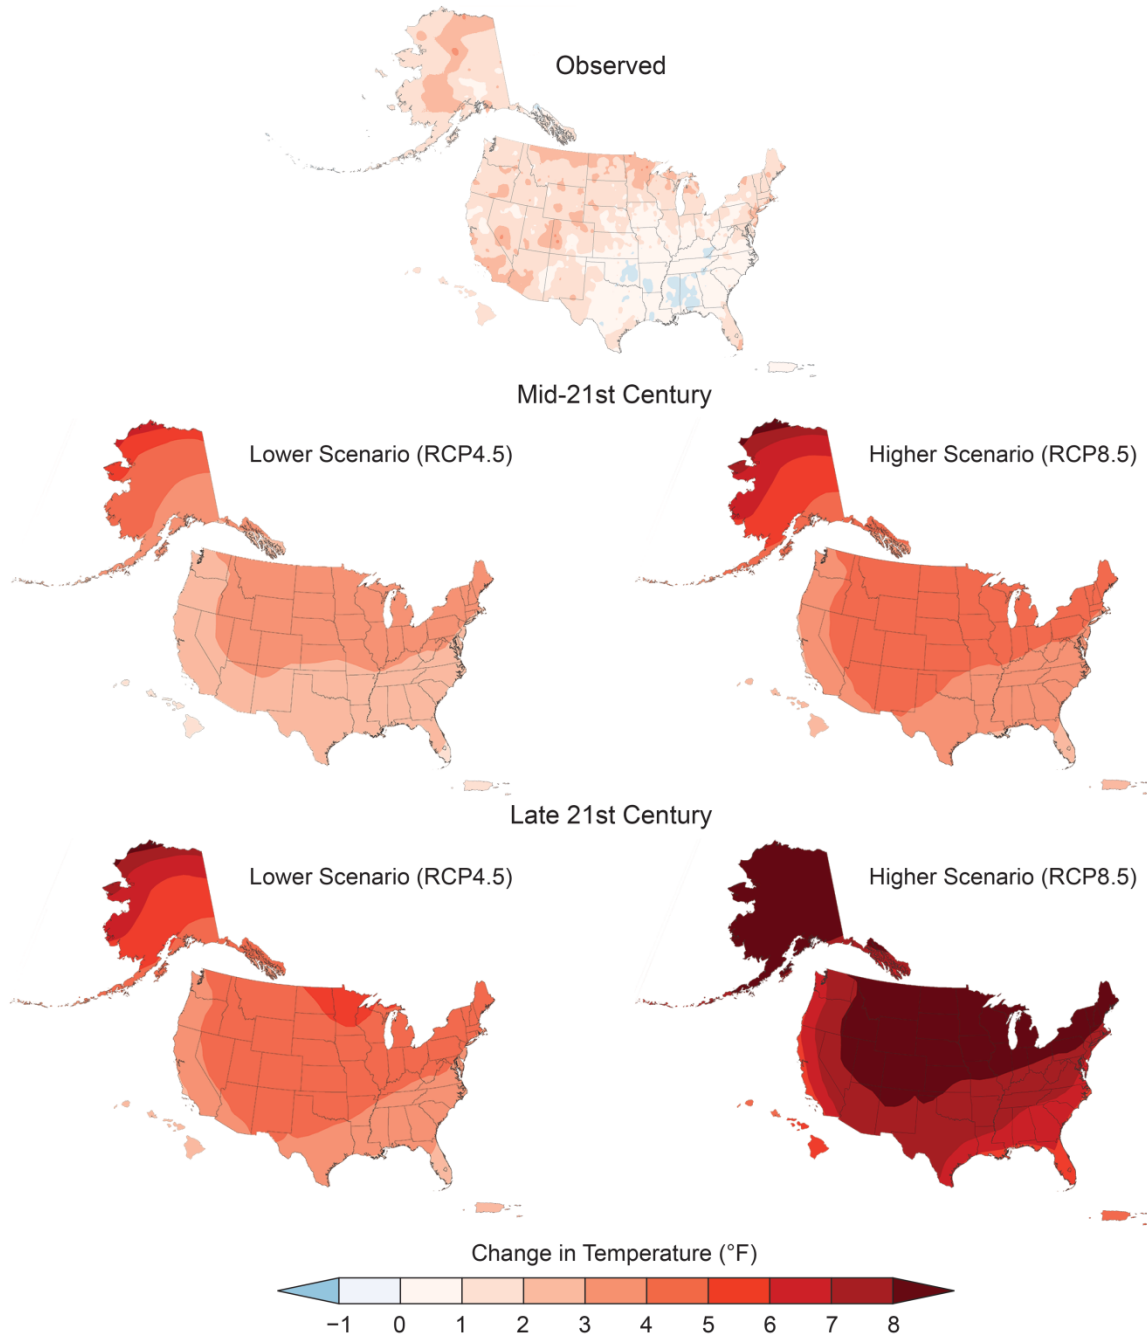 Observed
Mid-21st Century
Lower Scenario (RCP4.5)
Higher Scenario (RCP8.5)
Late 21st Century
Lower Scenario (RCP4.5)
Higher Scenario (RCP8.5)
Change in Temperature (°F)
−1 0 1 2 3 4 5 6 7 8